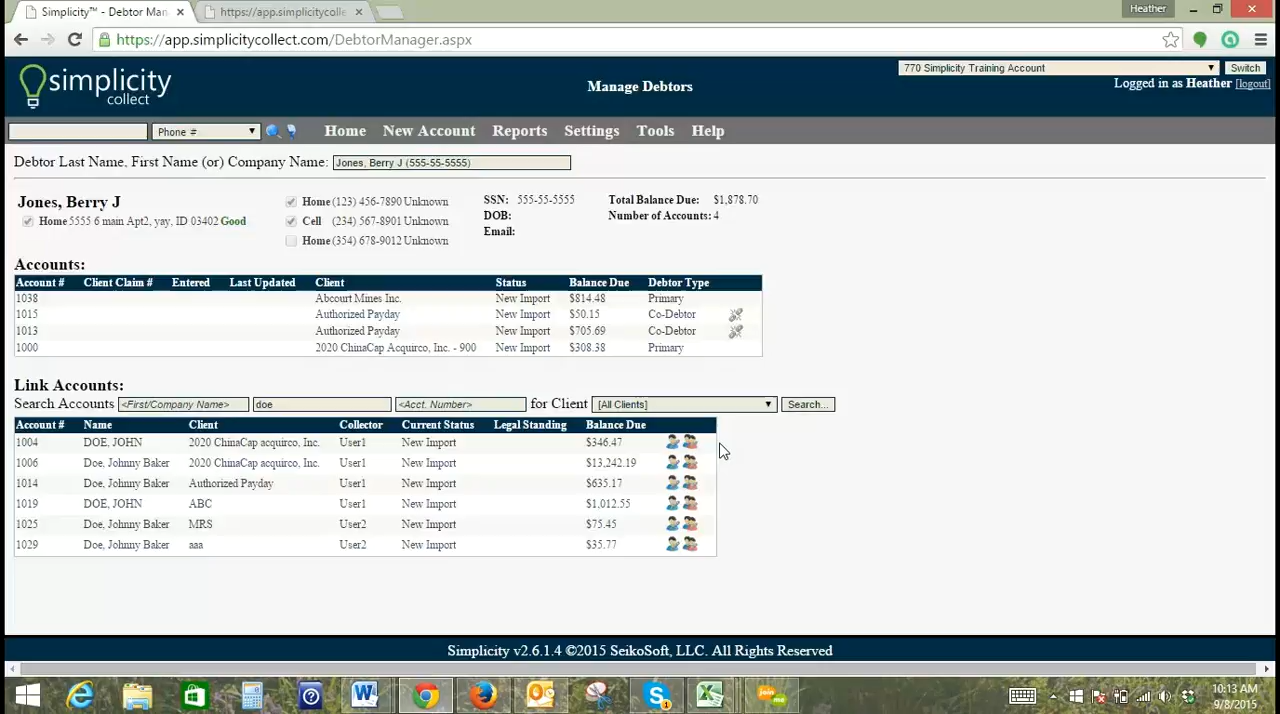 Simplicity™ - Debtor Man
https://app.simplicitycolle
Heather
https://app.simplicitycollect.com/DebtorManager.aspx
simplicity
collect
Manage Debtors
770 Simplicity Training Account
Switch
Logged in as Heather [logout]
Phone #
Home New Account Reports Settings Tools Help
Debtor Last Name, First Name (or) Company Name: Jones, Berry J (555-55-5555)
Jones, Berry J
Home 5555 6 main Apt2, yay, ID 03402 Good
Home (123) 456-7890 Unknown
Cell (234) 567-8901 Unknown
Home (354) 678-9012 Unknown
SSN: 555-55-5555
DOB:
Email:
Total Balance Due: $1,878.70
Number of Accounts: 4
Accounts:
Account # Client Claim # Entered Last Updated Client Status Balance Due Debtor Type
1038 Abcourt Mines Inc. New Import $814.48 Primary
1015 Authorized Payday New Import $50.15 Co-Debtor
1013 Authorized Payday New Import $705.69 Co-Debtor
1000 2020 ChinaCap Acquirco, Inc. - 900 New Import $308.38 Primary
Link Accounts:
Search Accounts <First/Company Name> doe <Acct. Number> for Client [All Clients] Search...
Account # Name Client Collector Current Status Legal Standing Balance Due
1004 DOE, JOHN 2020 ChinaCap acquirco, Inc. User1 New Import $346.47
1006 Doe, Johnny Baker 2020 ChinaCap acquirco, Inc. User1 New Import $13,242.19
1014 Doe, Johnny Baker Authorized Payday User1 New Import $635.17
1019 DOE, JOHN ABC User1 New Import $1,012.55
1025 Doe, Johnny Baker MRS User2 New Import $75.45
1029 Doe, Johnny Baker aaa User2 New Import $35.77
Simplicity v2.6.1.4 ©2015 SeikoSoft, LLC. All Rights Reserved
join.me
10:13 AM
9/8/2015